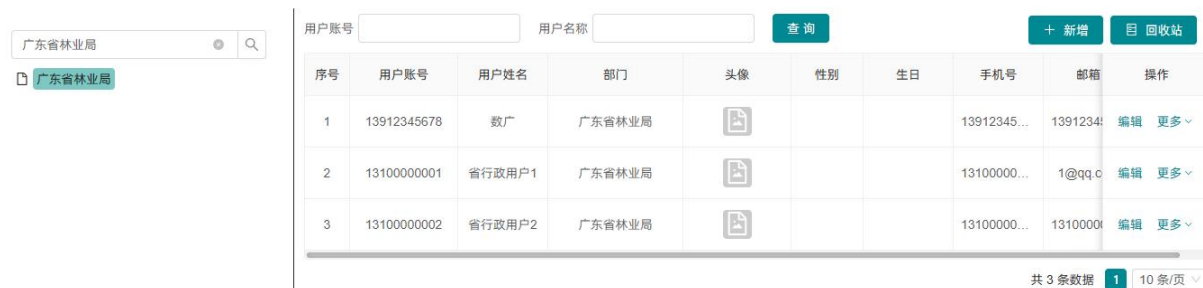 广东省林业局
广东省林业局
用户账号 用户名称 查询 + 新增 回收站
序号 用户账号 用户姓名 部门 头像 性别 生日 手机号 邮箱 操作
1 13912345678 数广 广东省林业局 13912345... 1391234 编辑 更多
2 13100000001 省行政用户1 广东省林业局 13100000... 1@qq.c 编辑 更多
3 13100000002 省行政用户2 广东省林业局 13100000... 1310000 编辑 更多
共 3 条数据 1 10 条/页